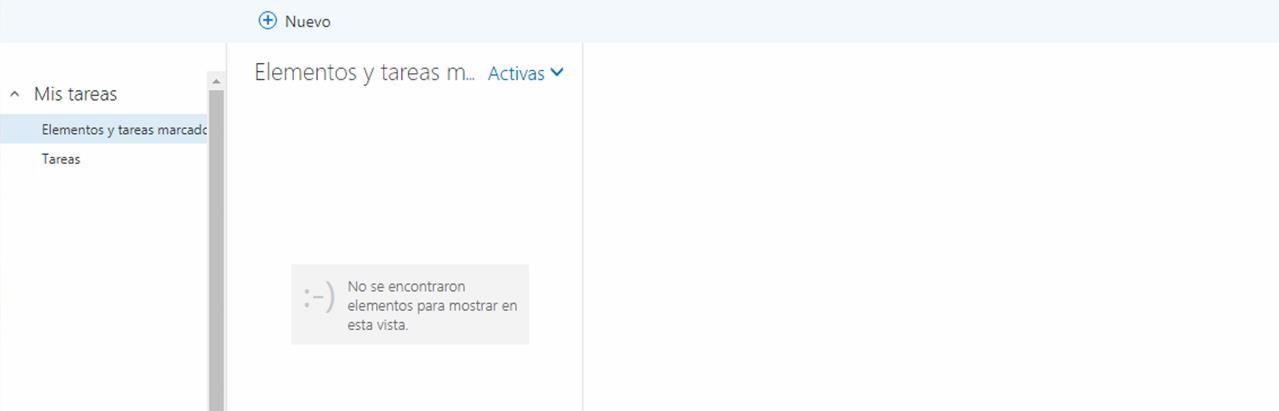 Nuevo
Mis tareas
Elementos y tareas marcado
Tareas
Elementos y tareas m... Activas
:-)
No se encontraron
elementos para mostrar en
esta vista.